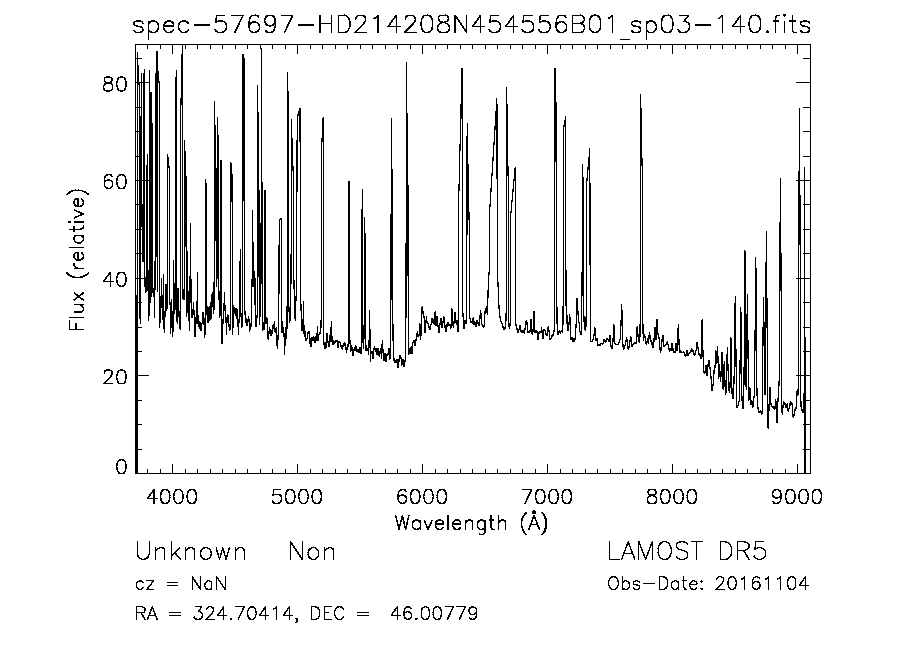 spec-57697-HD214208N454556B01_sp03-140.fits
80
60
40
20
0
Flux (relative)
4000 5000 6000 7000 8000 9000
Wavelength (Å)
Unknown Non LAMOST DR5
cz = NaN Obs-Date: 20161104
RA = 324.70414, DEC = 46.00779